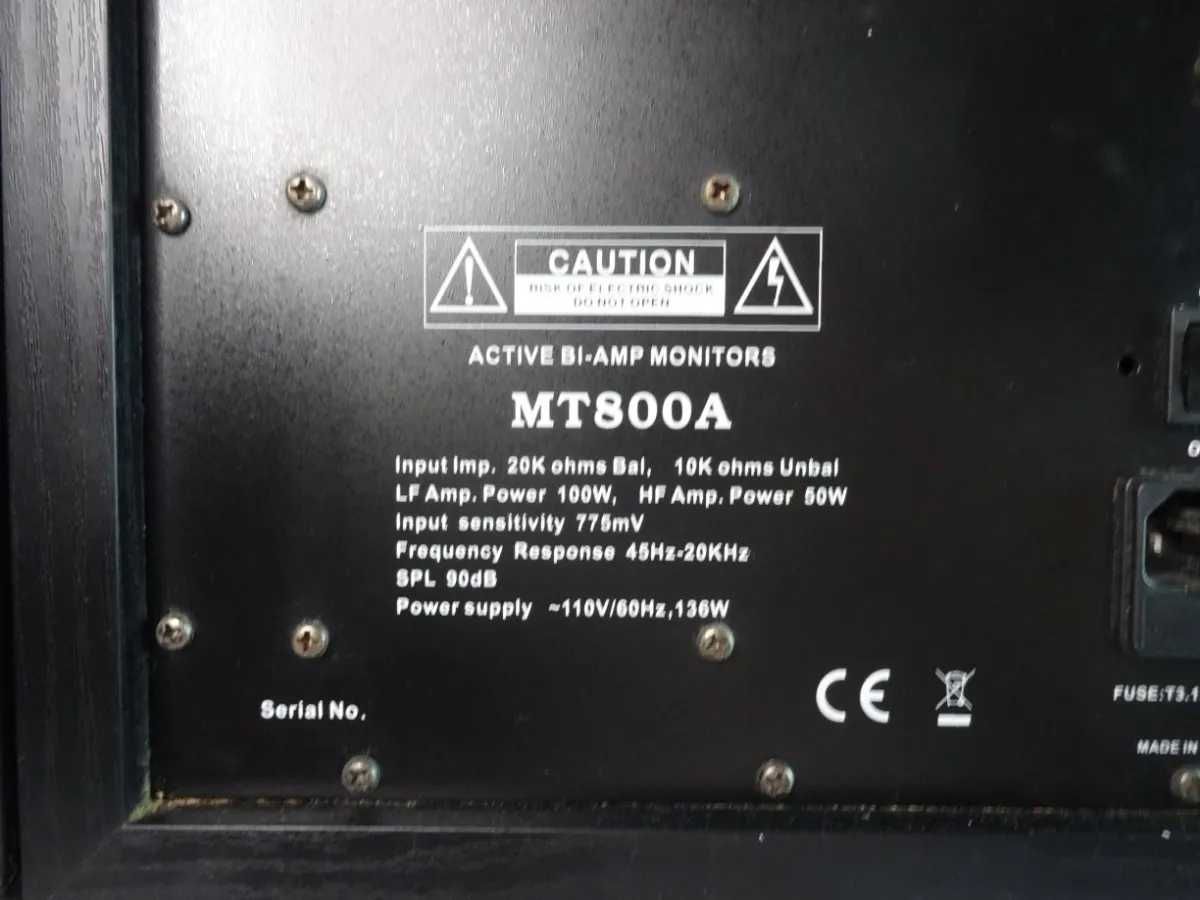 CAUTION
RISK OF ELECTRIC SHOCK
DO NOT OPEN
ACTIVE BI-AMP MONITORS
MT800A
Input Imp. 20K ohms Bal, 10K ohms Unbal
LF Amp. Power 100W, HF Amp. Power 50W
Input sensitivity 775mV
Frequency Response 45Hz-20KHz
SPL 90dB
Power supply ~110V/60Hz,136W
Serial No.
CE
FUSE:T3.1
MADE IN